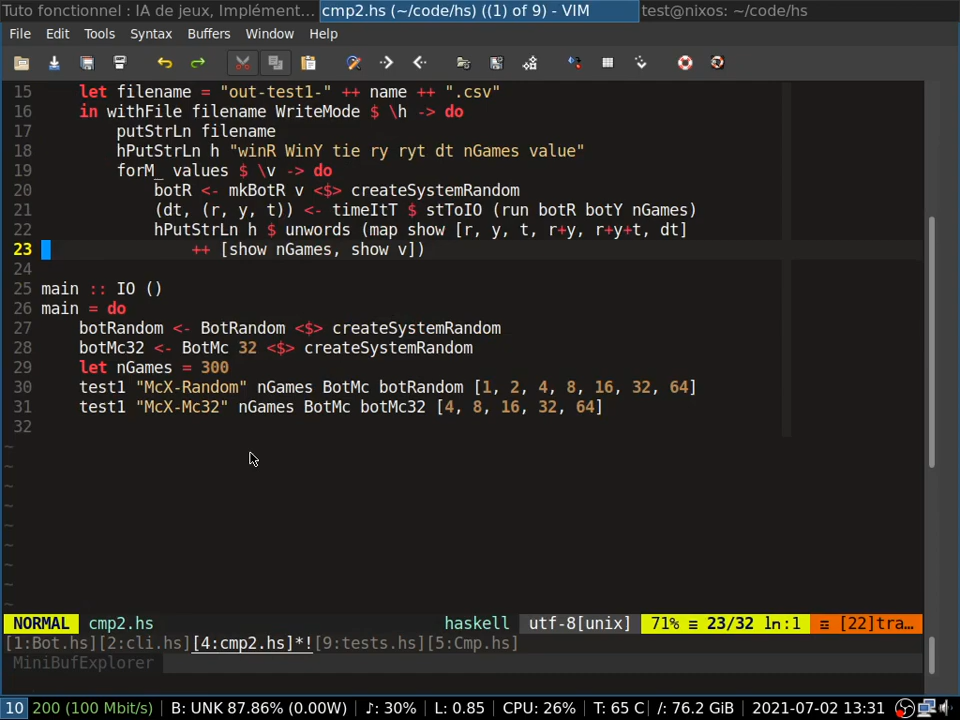 Tuto fonctionnel : IA de jeux, Implément... cmp2.hs (~/code/hs) ((1) of 9) - VIM test@nixos: ~/code/hs
File Edit Tools Syntax Buffers Window Help
15     let filename = "out-test1-" ++ name ++ ".csv"
16     in withFile filename WriteMode $ \h -> do
17         putStrLn filename
18         hPutStrLn h "winR WinY tie ry ryt dt nGames value"
19         forM_ values $ \v -> do
20             botR <- mkBotR v <$> createSystemRandom
21             (dt, (r, y, t)) <- timeItT $ stToIO (run botR botY nGames)
22             hPutStrLn h $ unwords (map show [r, y, t, r+y, r+y+t, dt]
23                 ++ [show nGames, show v])
24
25 main :: IO ()
26 main = do
27     botRandom <- BotRandom <$> createSystemRandom
28     botMc32 <- BotMc 32 <$> createSystemRandom
29     let nGames = 300
30     test1 "McX-Random" nGames BotMc botRandom [1, 2, 4, 8, 16, 32, 64]
31     test1 "McX-Mc32" nGames BotMc botMc32 [4, 8, 16, 32, 64]
32
~
~
~
~
~
~
~
~
NORMAL cmp2.hs haskell utf-8[unix] 71% ≡ 23/32 ln:1 ≡ [22]tra…
[1:Bot.hs][2:cli.hs][4:cmp2.hs]*![9:tests.hs][5:Cmp.hs]
MiniBufExplorer
10 200 (100 Mbit/s) B: UNK 87.86% (0.00W) ♪: 30% L: 0.85 CPU: 26% T: 65 C /: 76.2 GiB 2021-07-02 13:31